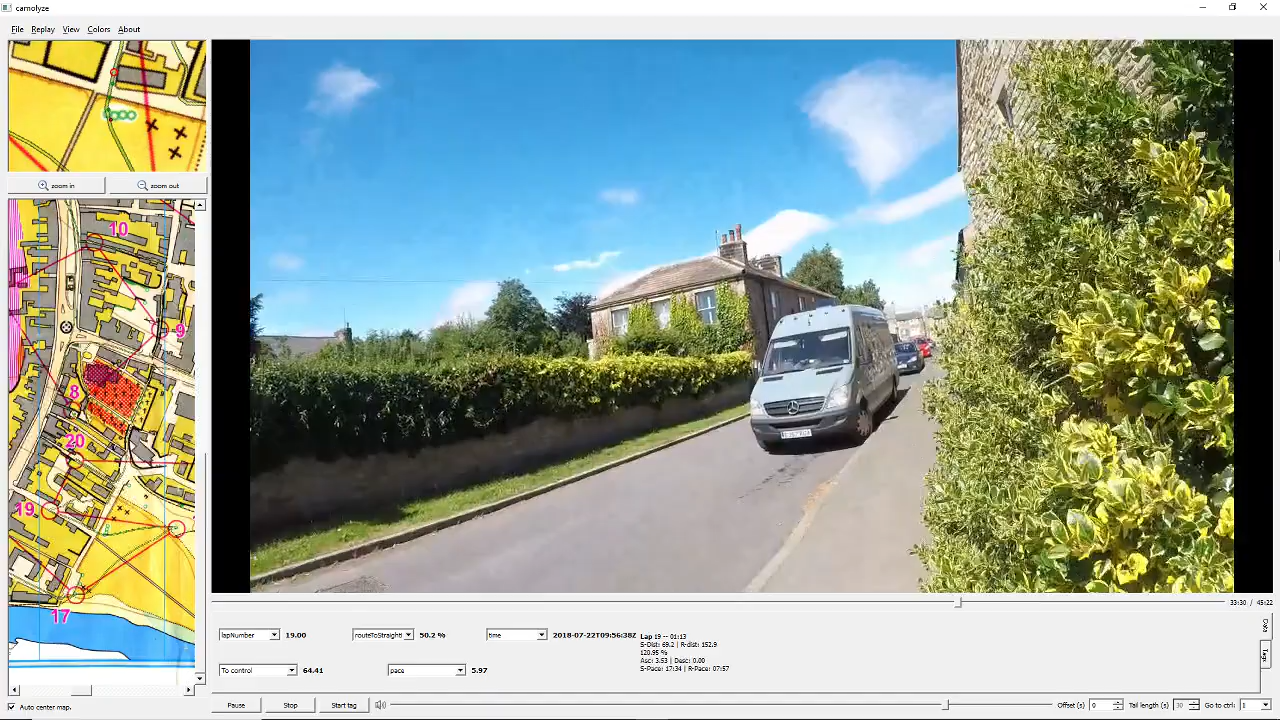 camolyze
File Replay View Colors About
zoom in zoom out
10
9
8
20
19
17
33:30 / 45:22
lapNumber 19.00 routeToStraightl 50.2 % time 2018-07-22T09:56:38Z
To control 64.41 pace 5.97
Lap 19 -- 01:13
S-Dist: 69.2 | R-dist: 152.9
120.95 %
Asc: 3.53 | Desc: 0.00
S-Pace: 17:34 | R-Pace: 07:57
Tags
Auto center map.
Pause Stop Start tag Offset (s) 0 Tail length (s) 30 Go to ctrl: 1